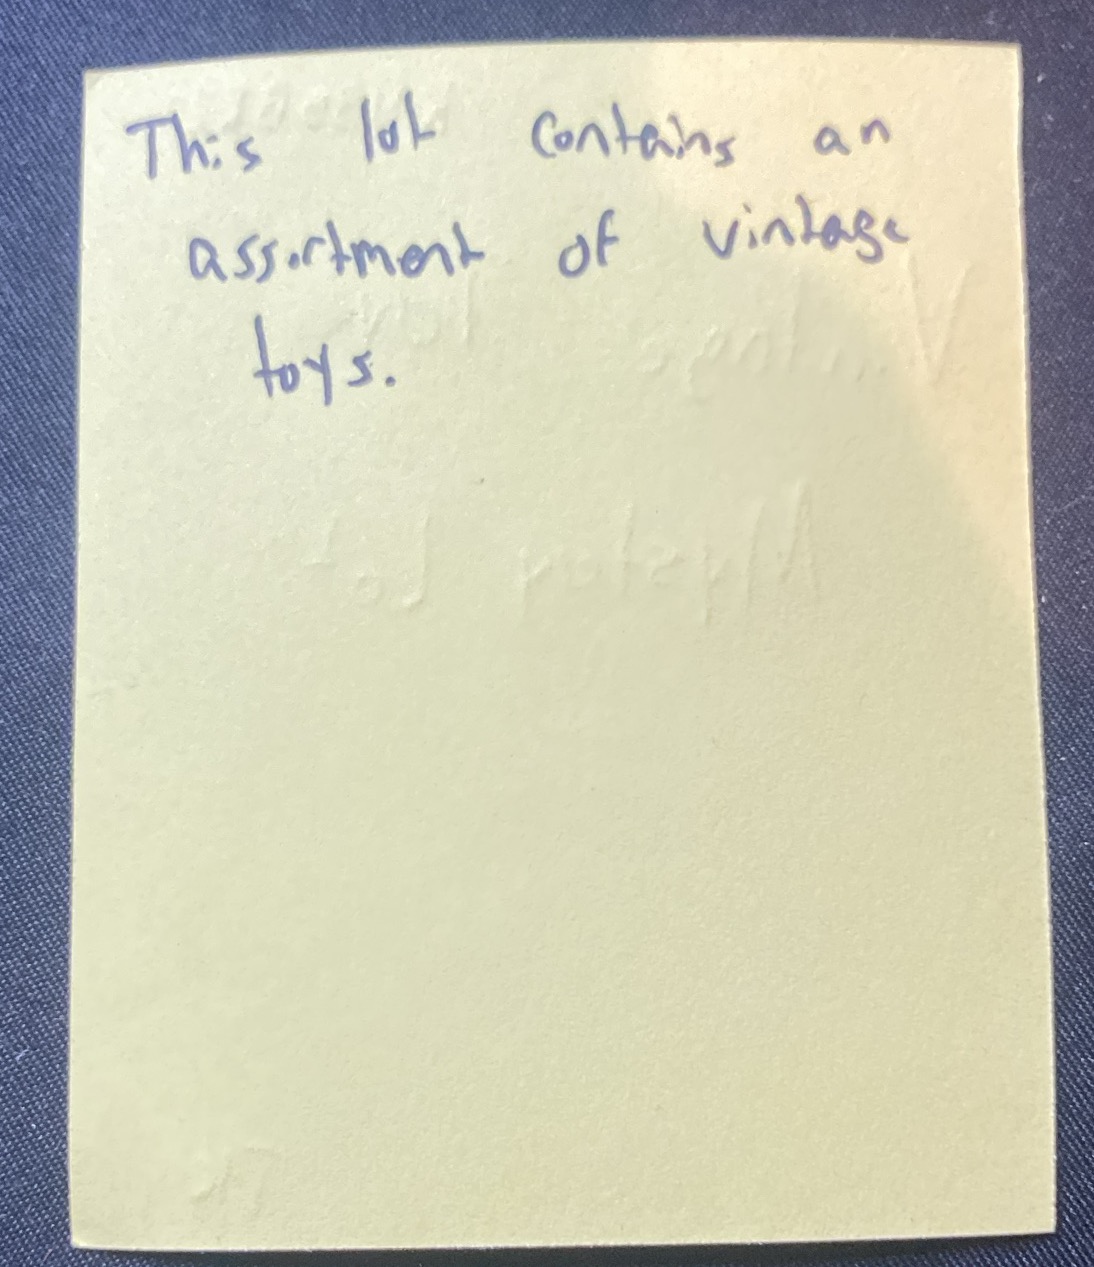 This lot contains an
assortment of vintage
toys.